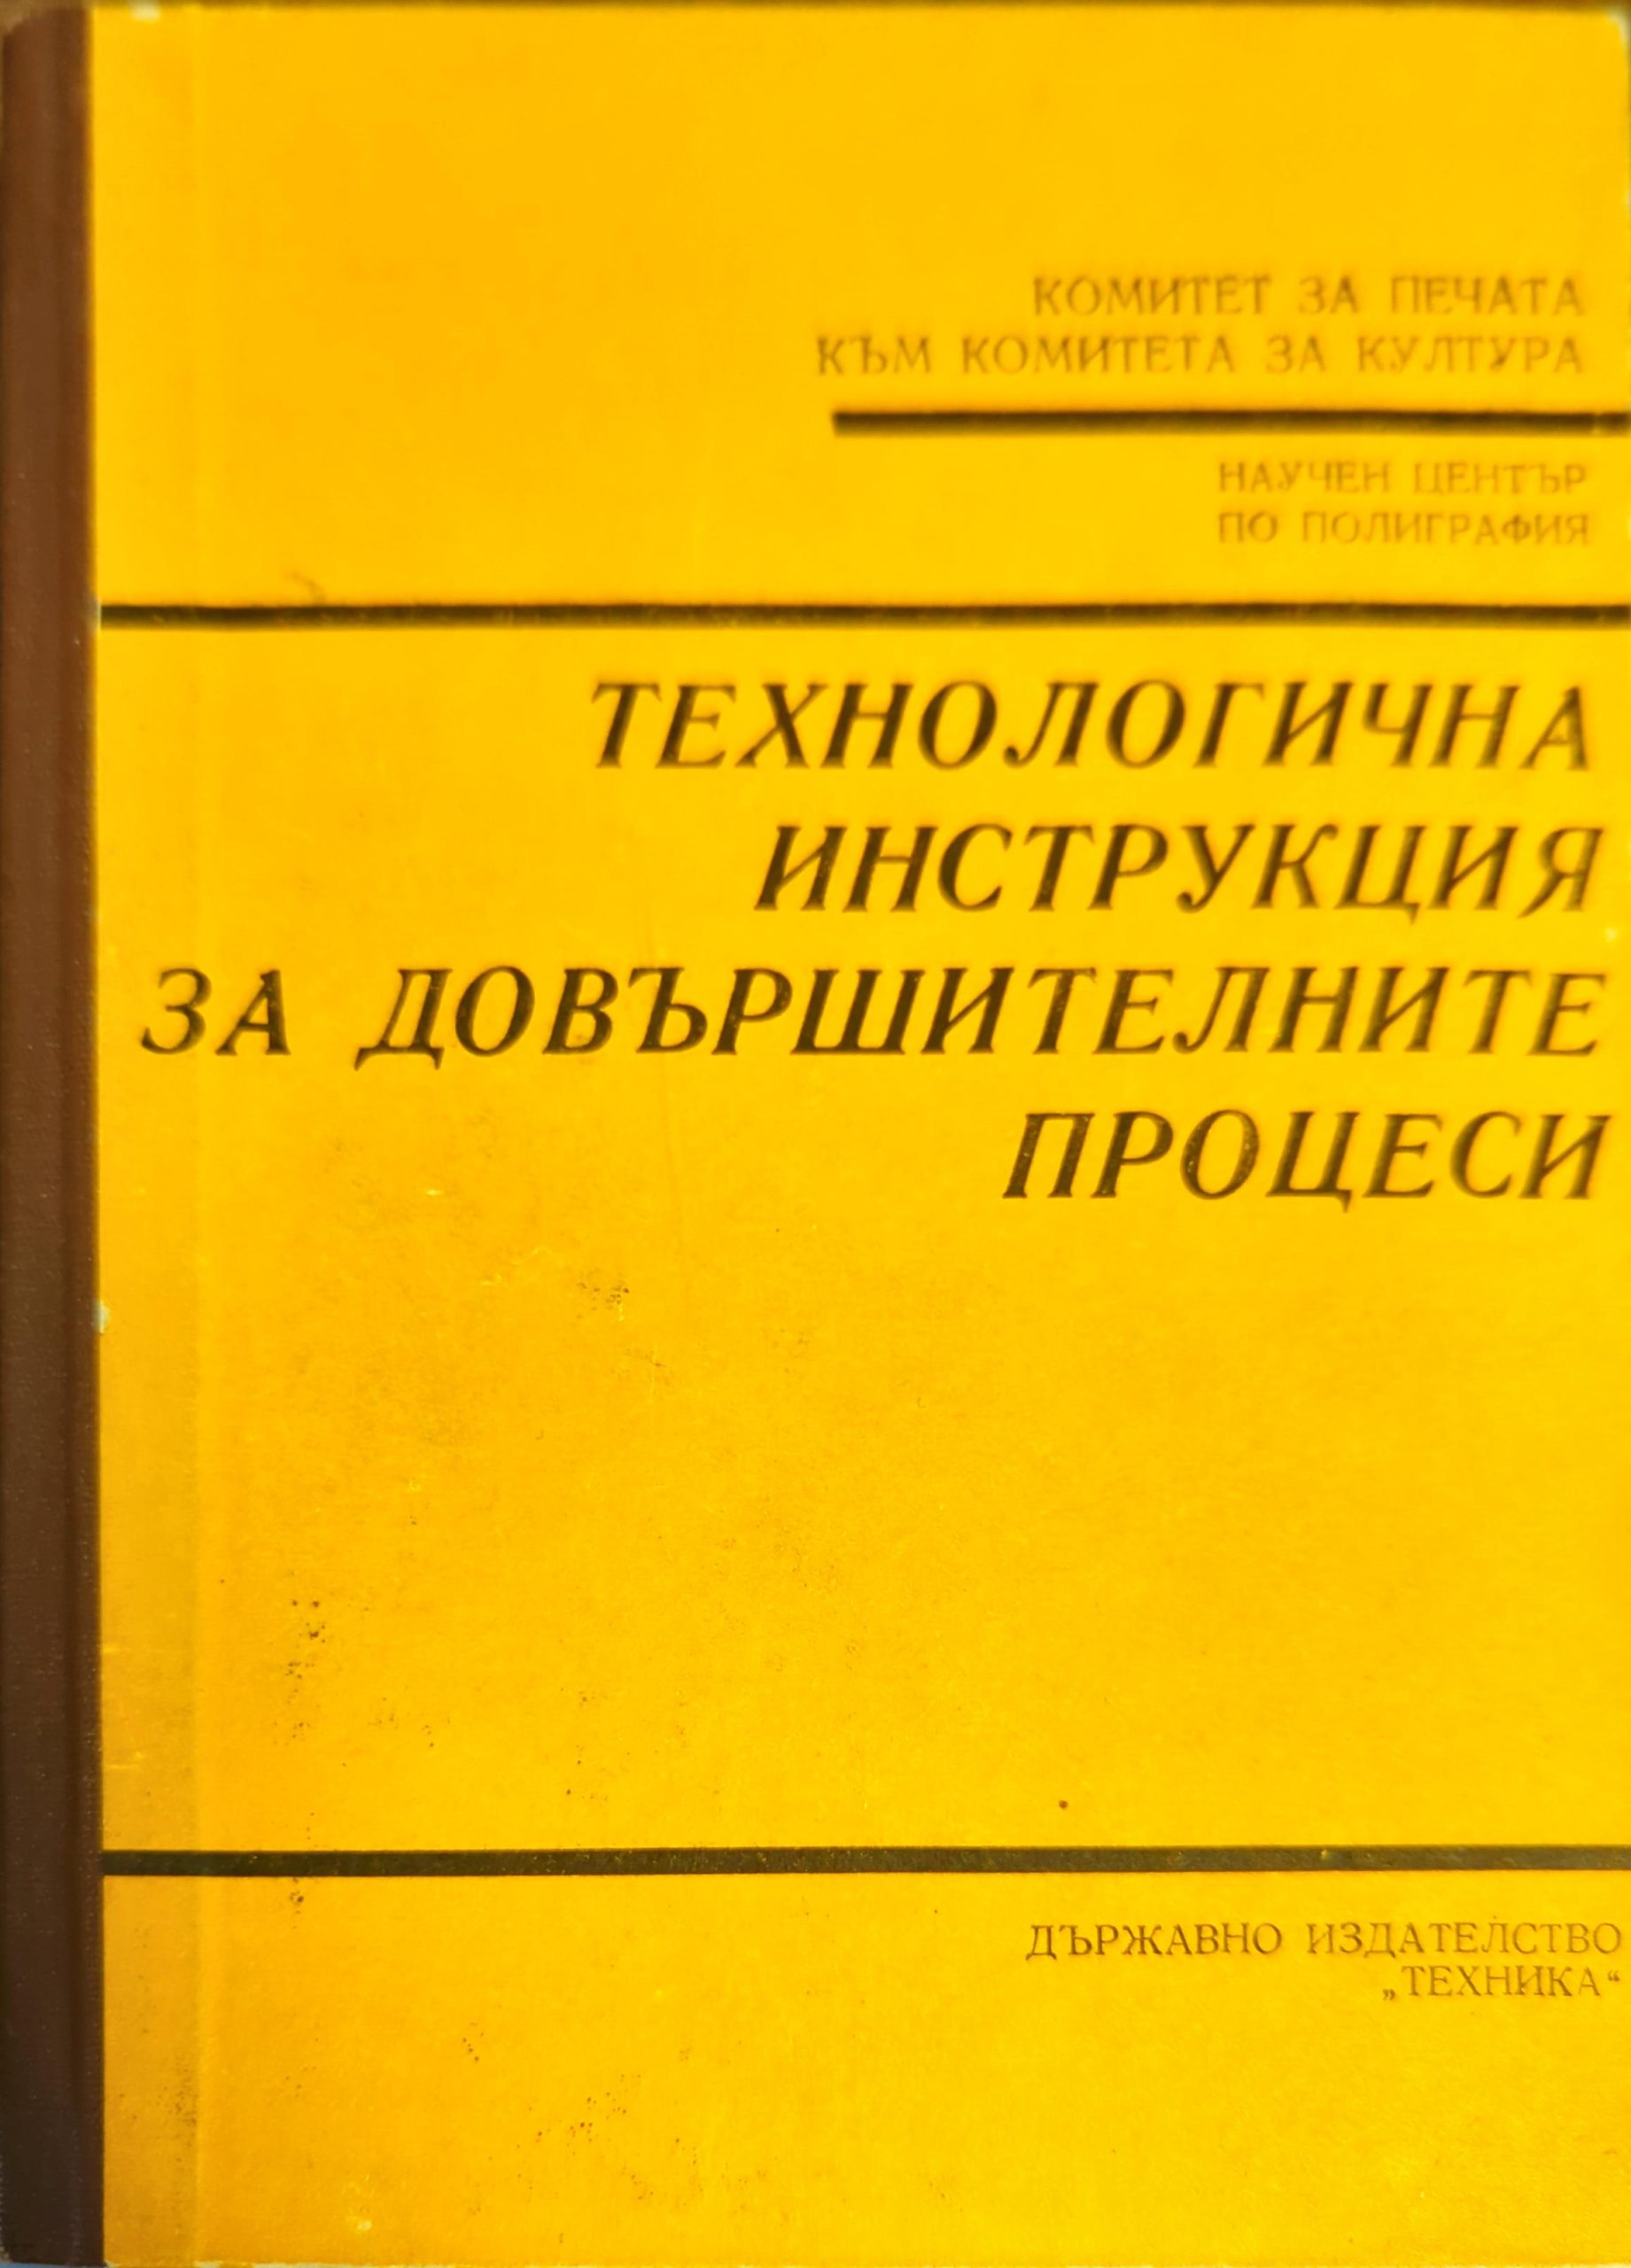 КОМИТЕТ ЗА ПЕЧАТА
КЪМ КОМИТЕТА ЗА КУЛТУРА
НАУЧЕН ЦЕНТЪР
ПО ПОЛИГРАФИЯ
ТЕХНОЛОГИЧНА
ИНСТРУКЦИЯ
ЗА ДОВЪРШИТЕЛНИТЕ
ПРОЦЕСИ
ДЪРЖАВНО ИЗДАТЕЛСТВО
„ТЕХНИКА“